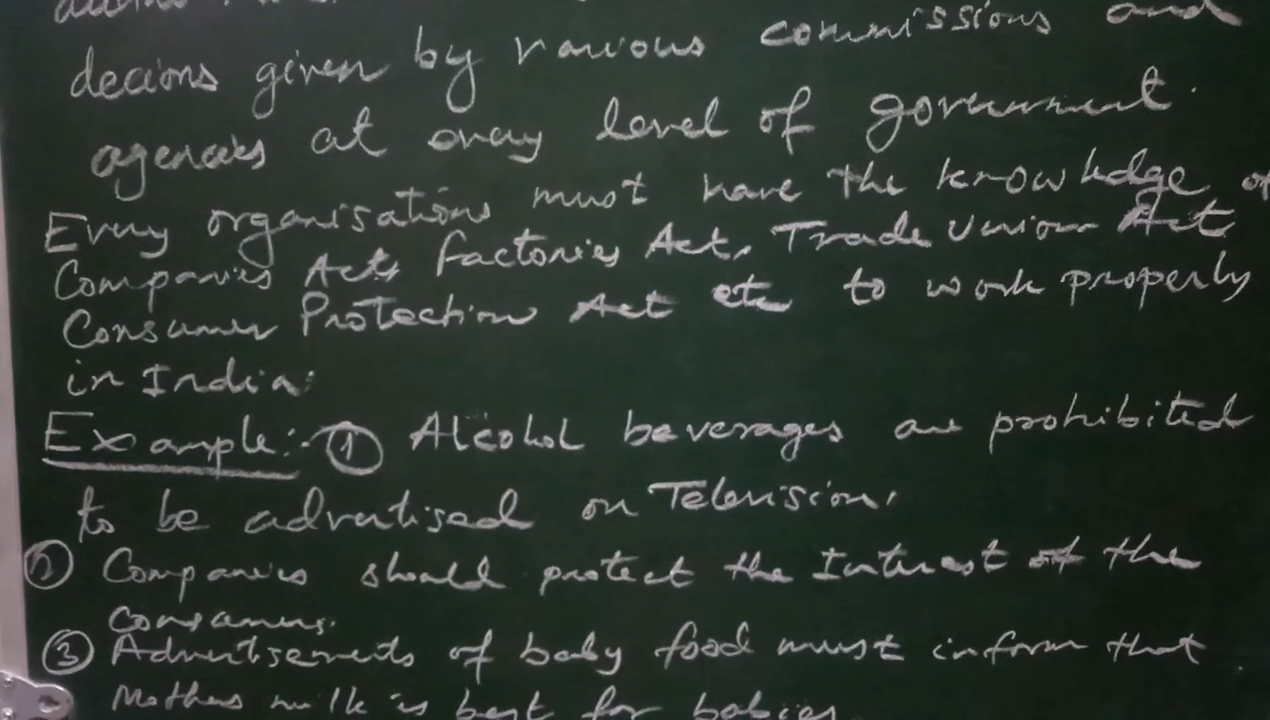 decions given by various commissions and
agencies at every level of government.
Every organisations must have the knowledge of
Companies Act, Factories Act, Trade Union Act
Consumer Protection Act etc to work properly
in India.
Example:- ① Alcohol beverages are prohibited
to be advertised on Television.
② Companies should protect the Interest of the
Consumers.
③ Advertisements of baby food must inform that
Mothers milk is best for babies